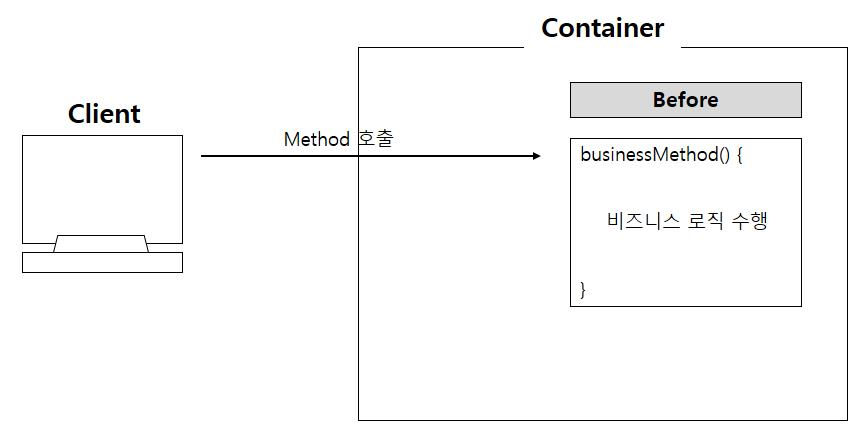 Container
Before
Client
Method 호출
businessMethod() {
비즈니스 로직 수행
}